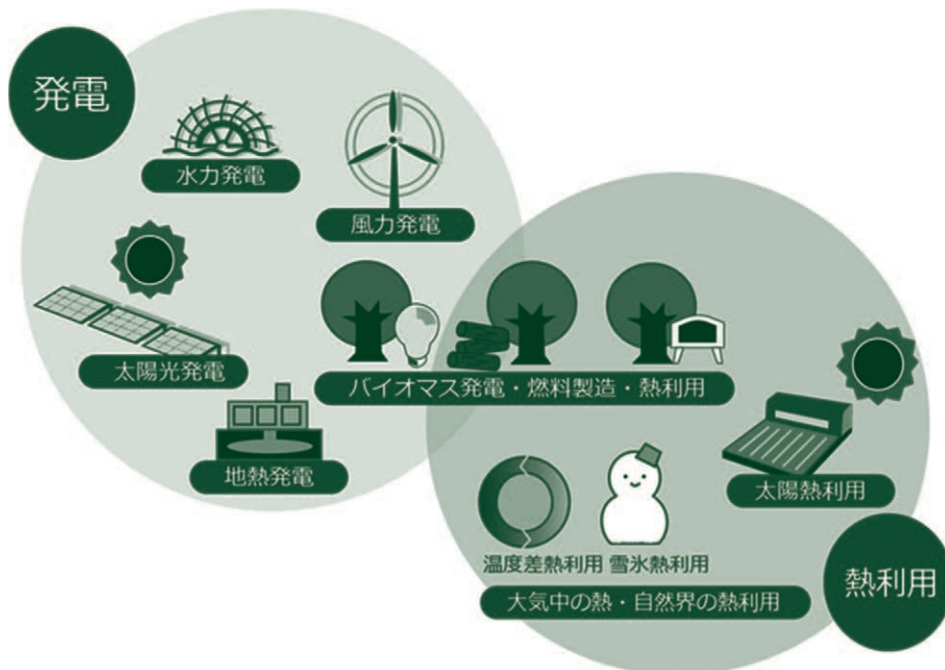 発電
水力発電
風力発電
太陽光発電
バイオマス発電・燃料製造・熱利用
地熱発電
太陽熱利用
温度差熱利用 雪氷熱利用
大気中の熱・自然界の熱利用
熱利用